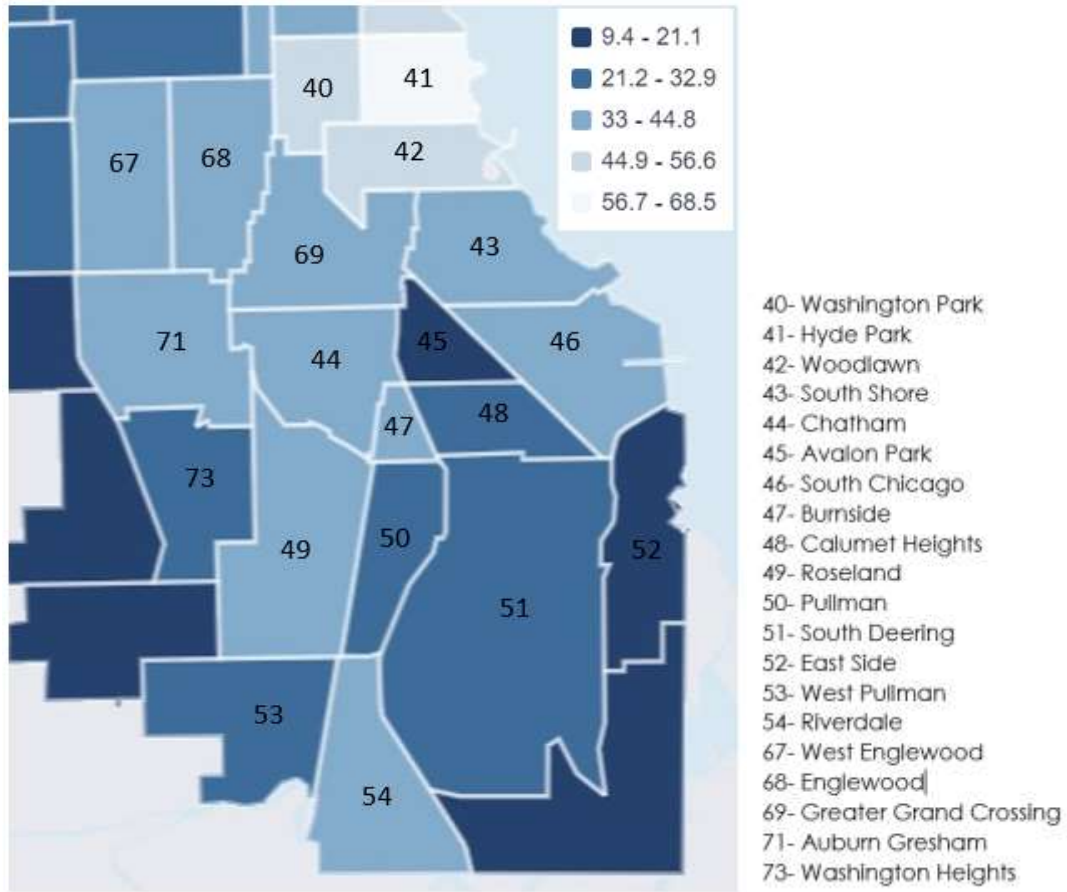 9.4 - 21.1
21.2 - 32.9
33 - 44.8
44.9 - 56.6
56.7 - 68.5
40
41
42
67
68
69
43
71
44
45
46
47
48
73
49
50
51
52
53
54
40- Washington Park
41- Hyde Park
42- Woodlawn
43- South Shore
44- Chatham
45- Avalon Park
46- South Chicago
47- Burnside
48- Calumet Heights
49- Roseland
50- Pullman
51- South Deering
52- East Side
53- West Pullman
54- Riverdale
67- West Englewood
68- Englewood
69- Greater Grand Crossing
71- Auburn Gresham
73- Washington Heights